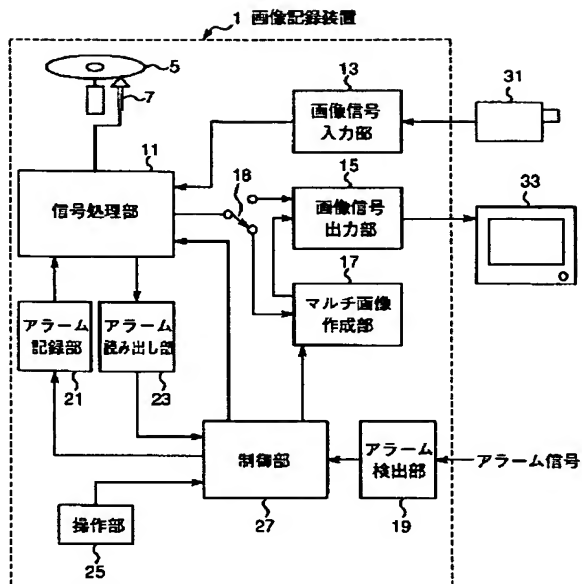 1 画像記録装置
5
7
13
画像信号
入力部
31
11
信号処理部
18
15
画像信号
出力部
33
17
マルチ画像
作成部
アラーム
記録部
21
アラーム
読み出し部
23
制御部
27
アラーム
検出部
19
アラーム信号
操作部
25